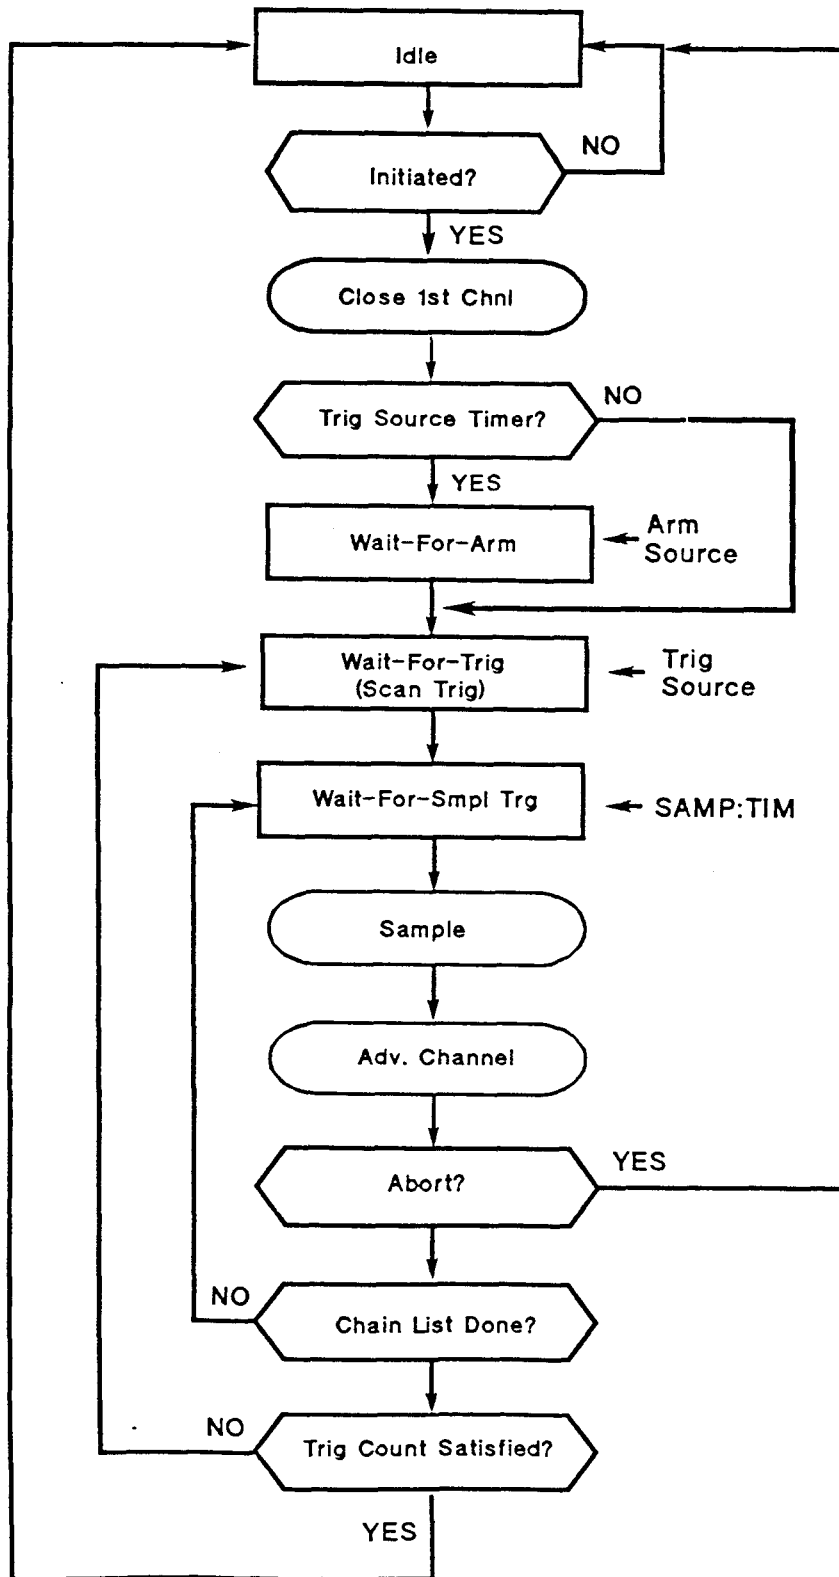 Idle
NO
Initiated?
YES
Close 1st Chnl
NO
Trig Source Timer?
YES
Wait-For-Arm
Arm
Source
Wait-For-Trig
(Scan Trig)
Trig
Source
Wait-For-Smpl Trg
SAMP:TIM
Sample
Adv. Channel
YES
Abort?
NO
Chain List Done?
NO
Trig Count Satisfied?
YES